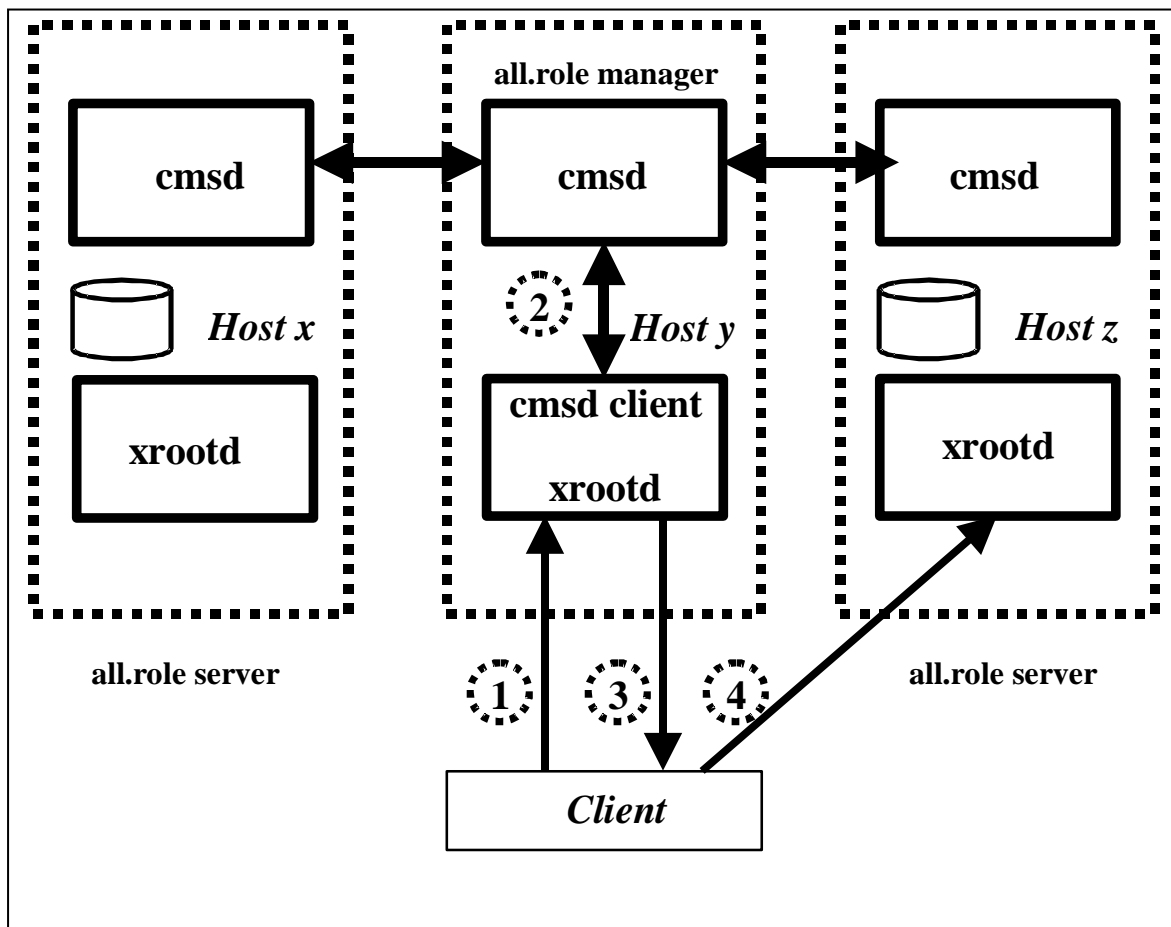 all.role manager
cmsd
cmsd
cmsd
2
Host x
Host y
Host z
cmsd client
xrootd
xrootd
xrootd
all.role server
all.role server
1
3
4
Client